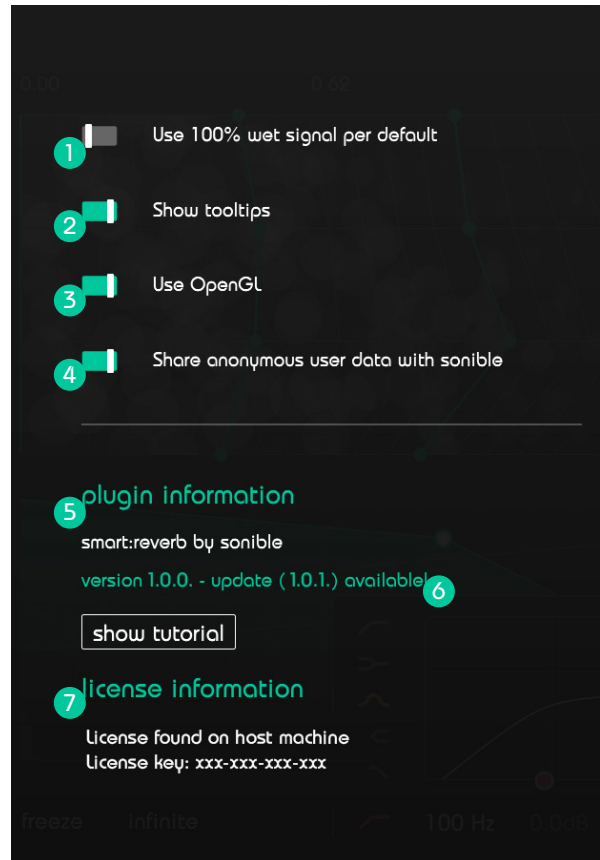 0.00 0.62
1 Use 100% wet signal per default
2 Show tooltips
3 Use OpenGL
4 Share anonymous user data with sonible
5 plugin information
smart:reverb by sonible
version 1.0.0. - update (1.0.1.) available!
6
show tutorial
7 license information
License found on host machine
License key: xxx-xxx-xxx-xxx
freeze infinite 100 Hz 0.0dB